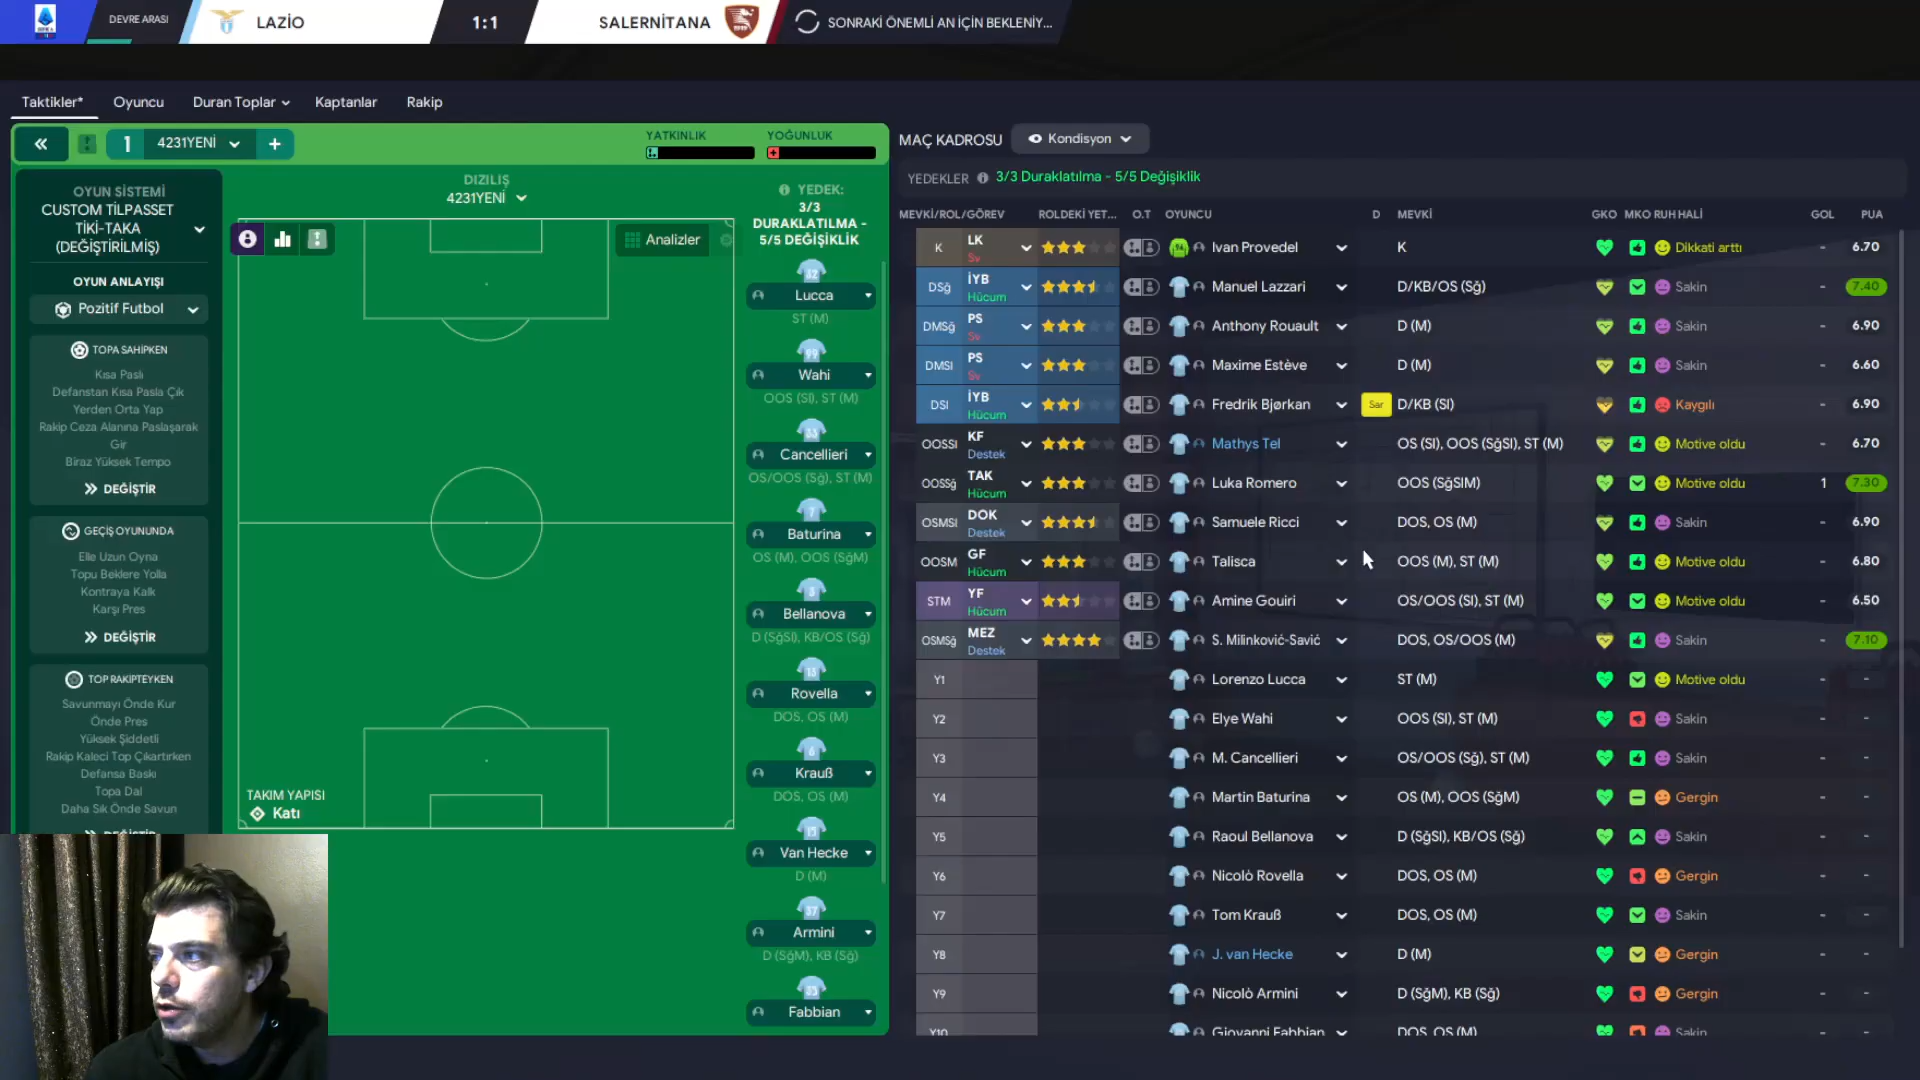 DEVRE ARASI
LAZİO
1:1
SALERNİTANA
SONRAKİ ÖNEMLİ AN İÇİN BEKLENİY...
Taktikler*
Oyuncu
Duran Toplar
Kaptanlar
Rakip
1
4231YENİ
YATKINLIK
YOĞUNLUK
MAÇ KADROSU
Kondisyon
OYUN SİSTEMİ
CUSTOM TİLPASSET
TİKİ-TAKA
(DEĞİŞTİRİLMİŞ)
OYUN ANLAYIŞI
Pozitif Futbol
TOPA SAHİPKEN
Kısa Paslı
Defanstan Kısa Pasla Çık
Yerden Orta Yap
Rakip Ceza Alanına Paslaşarak
Gir
Biraz Yüksek Tempo
DEĞİŞTİR
GEÇİŞ OYUNUNDA
Elle Uzun Oyna
Topu Beklere Yolla
Kontraya Kalk
Karşı Pres
DEĞİŞTİR
TOP RAKİPTEYKEN
Savunmayı Önde Kur
Önde Pres
Yüksek Şiddetli
Rakip Kaleci Top Çıkartırken
Defansa Baskı
Topa Dal
Daha Sık Önde Savun
DİZİLİŞ
4231YENİ
Analizler
TAKIM YAPISI
Katı
YEDEK:
3/3
DURAKLATILMA -
5/5 DEĞİŞİKLİK
Lucca
ST (M)
99
Wahi
OOS (Sl), ST (M)
Cancellieri
OS/OOS (Sğ), ST (M)
7
Baturina
OS (M), OOS (SğM)
Bellanova
D (SğSl), KB/OS (Sğ)
Rovella
DOS, OS (M)
6
Krauß
DOS, OS (M)
Van Hecke
D (M)
Armini
D (SğM), KB (Sğ)
Fabbian
YEDEKLER 3/3 Duraklatılma - 5/5 Değişiklik
MEVKİ/ROL/GÖREV ROLDEKİ YET... O.T OYUNCU D MEVKİ GKO MKO RUH HALİ GOL PUA
K LK Sv Ivan Provedel K Dikkati arttı - 6.70
DSğ İYB Hücum Manuel Lazzari D/KB/OS (Sğ) Sakin - 7.40
DMSğ PS Sv Anthony Rouault D (M) Sakin - 6.90
DMSl PS Sv Maxime Estève D (M) Sakin - 6.60
DSl İYB Hücum Fredrik Bjørkan Sar D/KB (Sl) Kaygılı - 6.90
OOSSl KF Destek Mathys Tel OS (Sl), OOS (SğSl), ST (M) Motive oldu - 6.70
OOSSğ TAK Hücum Luka Romero OOS (SğSlM) Motive oldu 1 7.30
OSMSl DOK Destek Samuele Ricci DOS, OS (M) Sakin - 6.90
OOSM GF Hücum Talisca OOS (M), ST (M) Motive oldu - 6.80
STM YF Hücum Amine Gouiri OS/OOS (Sl), ST (M) Motive oldu - 6.50
OSMSğ MEZ Destek S. Milinković-Savić DOS, OS/OOS (M) Sakin - 7.10
Y1 Lorenzo Lucca ST (M) Motive oldu - -
Y2 Elye Wahi OOS (Sl), ST (M) Sakin - -
Y3 M. Cancellieri OS/OOS (Sğ), ST (M) Sakin - -
Y4 Martin Baturina OS (M), OOS (SğM) Gergin - -
Y5 Raoul Bellanova D (SğSl), KB/OS (Sğ) Sakin - -
Y6 Nicolò Rovella DOS, OS (M) Gergin - -
Y7 Tom Krauß DOS, OS (M) Sakin - -
Y8 J. van Hecke D (M) Gergin - -
Y9 Nicolò Armini D (SğM), KB (Sğ) Gergin - -
Y10 Giovanni Fabbian DOS, OS (M) Sakin - -